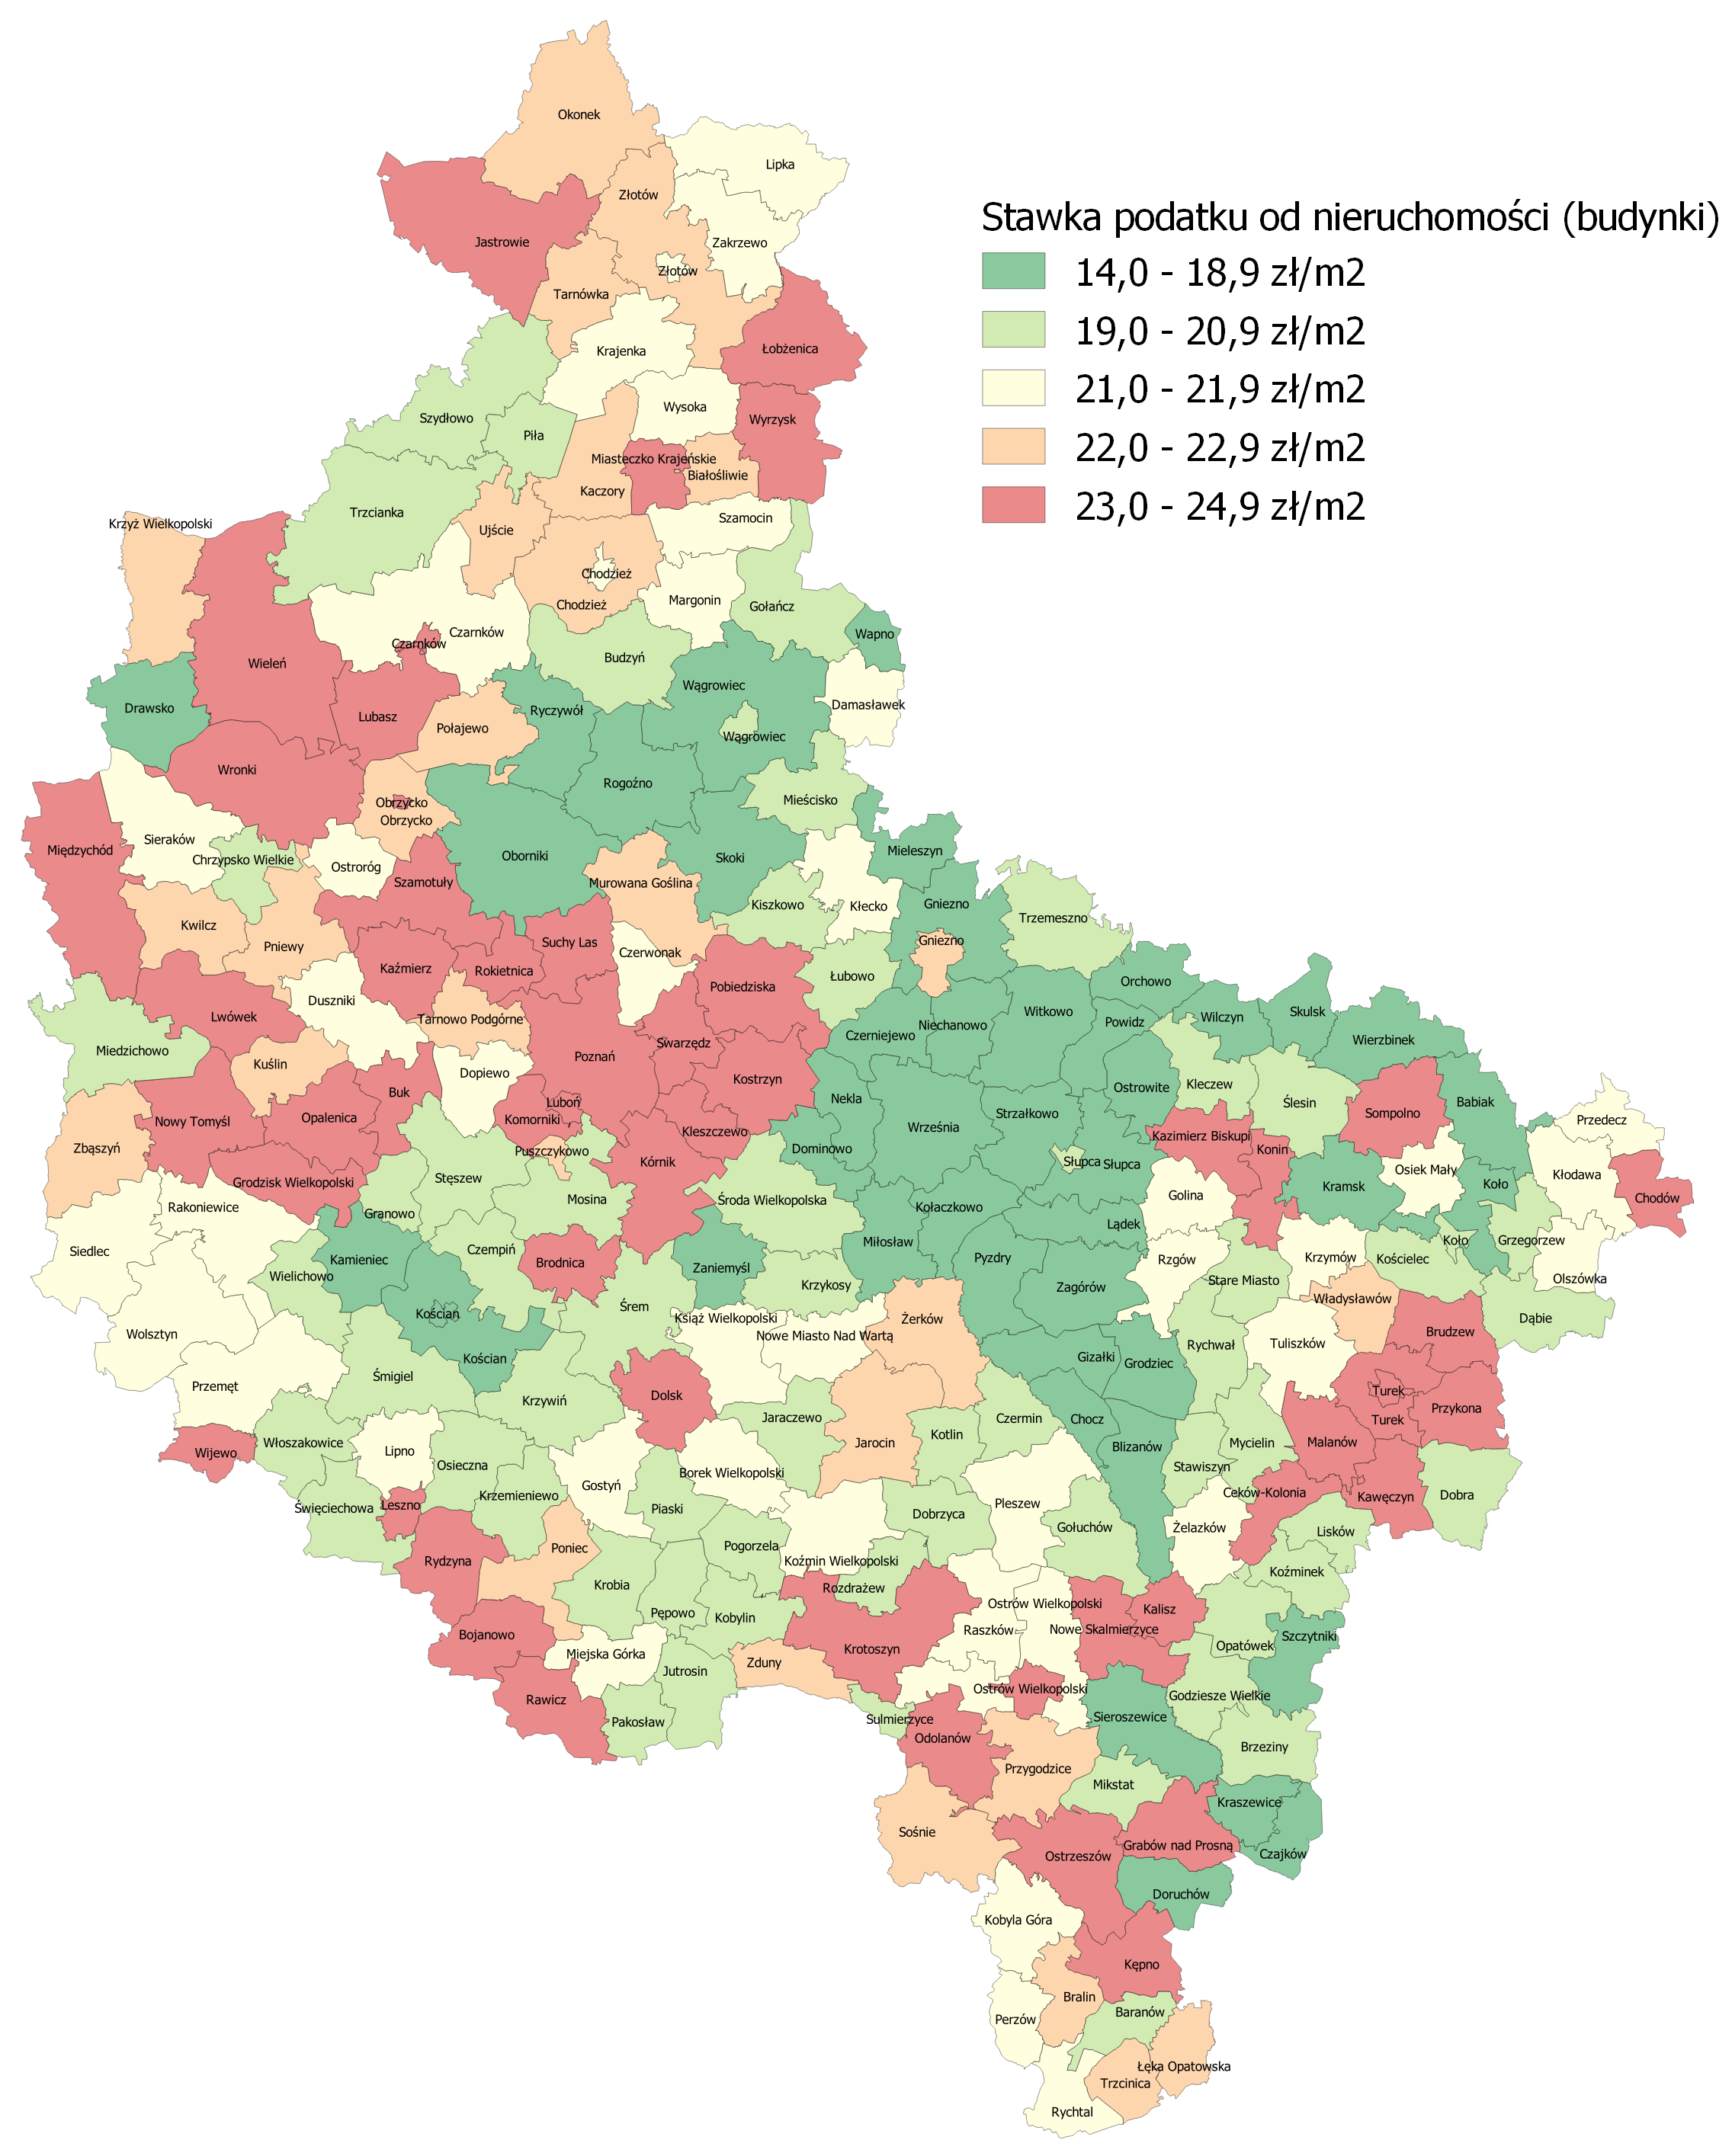 Okonek
Lipka
Złotów
Stawka podatku od nieruchomości (budynki)
Jastrowie
Zakrzewo
Złotów
14,0 - 18,9 zł/m2
Tarnówka
19,0 - 20,9 zł/m2
Krajenka
Łobżenica
21,0 - 21,9 zł/m2
Wysoka
Szydłowo
Wyrzysk
Piła
22,0 - 22,9 zł/m2
Miasteczko Krajeńskie
Białośliwie
Kaczory
23,0 - 24,9 zł/m2
Trzcianka
Szamocin
Krzyż Wielkopolski
Ujście
Chodzież
Margonin
Chodzież
Gołańcz
Czarnków
Wapno
Czarnków
Budzyń
Wieleń
Wągrowiec
Damasławek
Drawsko
Ryczywół
Lubasz
Połajewo
Wągrowiec
Wronki
Rogoźno
Mieścisko
Obrzycko
Obrzycko
Sieraków
Międzychód
Mieleszyn
Chrzypsko Wielkie
Ostroróg
Oborniki
Skoki
Szamotuły
Murowana Goślina
Kiszkowo
Kłecko
Gniezno
Trzemeszno
Kwilcz
Pniewy
Suchy Las
Gniezno
Czerwonak
Kaźmierz
Rokietnica
Łubowo
Orchowo
Pobiedziska
Duszniki
Lwówek
Tarnowo Podgórne
Niechanowo
Witkowo
Powidz
Wilczyn
Skulsk
Czerniejewo
Wierzbinek
Miedzichowo
Swarzędz
Poznań
Kuślin
Dopiewo
Kostrzyn
Ostrowite
Kleczew
Buk
Nekla
Ślesin
Babiak
Luboń
Komorniki
Strzałkowo
Sompolno
Przedecz
Nowy Tomyśl
Opalenica
Kleszczewo
Września
Kazimierz Biskupi
Zbąszyń
Puszczykowo
Dominowo
Konin
Kórnik
Słupca
Słupca
Osiek Mały
Kłodawa
Grodzisk Wielkopolski
Stęszew
Kramsk
Koło
Chodów
Mosina
Środa Wielkopolska
Golina
Rakoniewice
Granowo
Kołaczkowo
Lądek
Siedlec
Czempiń
Miłosław
Koło
Grzegorzew
Kamieniec
Brodnica
Zaniemyśl
Pyzdry
Rzgów
Krzymów
Kościelec
Wielichowo
Krzykosy
Zagórów
Stare Miasto
Olszówka
Śrem
Władysławów
Kościan
Książ Wielkopolski
Żerków
Dąbie
Wolsztyn
Nowe Miasto Nad Wartą
Brudzew
Kościan
Gizałki
Grodziec
Rychwał
Tuliszków
Śmigiel
Przemęt
Krzywiń
Dolsk
Turek
Jaraczewo
Czermin
Chocz
Turek
Przykona
Włoszakowice
Jarocin
Kotlin
Blizanów
Mycielin
Malanów
Wijewo
Lipno
Osieczna
Borek Wielkopolski
Stawiszyn
Gostyń
Krzemieniewo
Ceków-Kolonia
Kawęczyn
Dobra
Święciechowa
Leszno
Piaski
Pleszew
Dobrzyca
Gołuchów
Żelazków
Lisków
Poniec
Pogorzela
Rydzyna
Koźmin Wielkopolski
Koźminek
Krobia
Rozdrażew
Pępowo
Kobylin
Ostrów Wielkopolski
Kalisz
Bojanowo
Raszków
Nowe Skalmierzyce
Szczytniki
Miejska Górka
Krotoszyn
Opatówek
Zduny
Jutrosin
Rawicz
Ostrów Wielkopolski
Godziesze Wielkie
Pakosław
Sulmierzyce
Sieroszewice
Odolanów
Brzeziny
Przygodzice
Mikstat
Kraszewice
Sośnie
Grabów nad Prosną
Ostrzeszów
Czajków
Doruchów
Kobyla Góra
Kępno
Bralin
Baranów
Perzów
Łęka Opatowska
Trzcinica
Rychtal